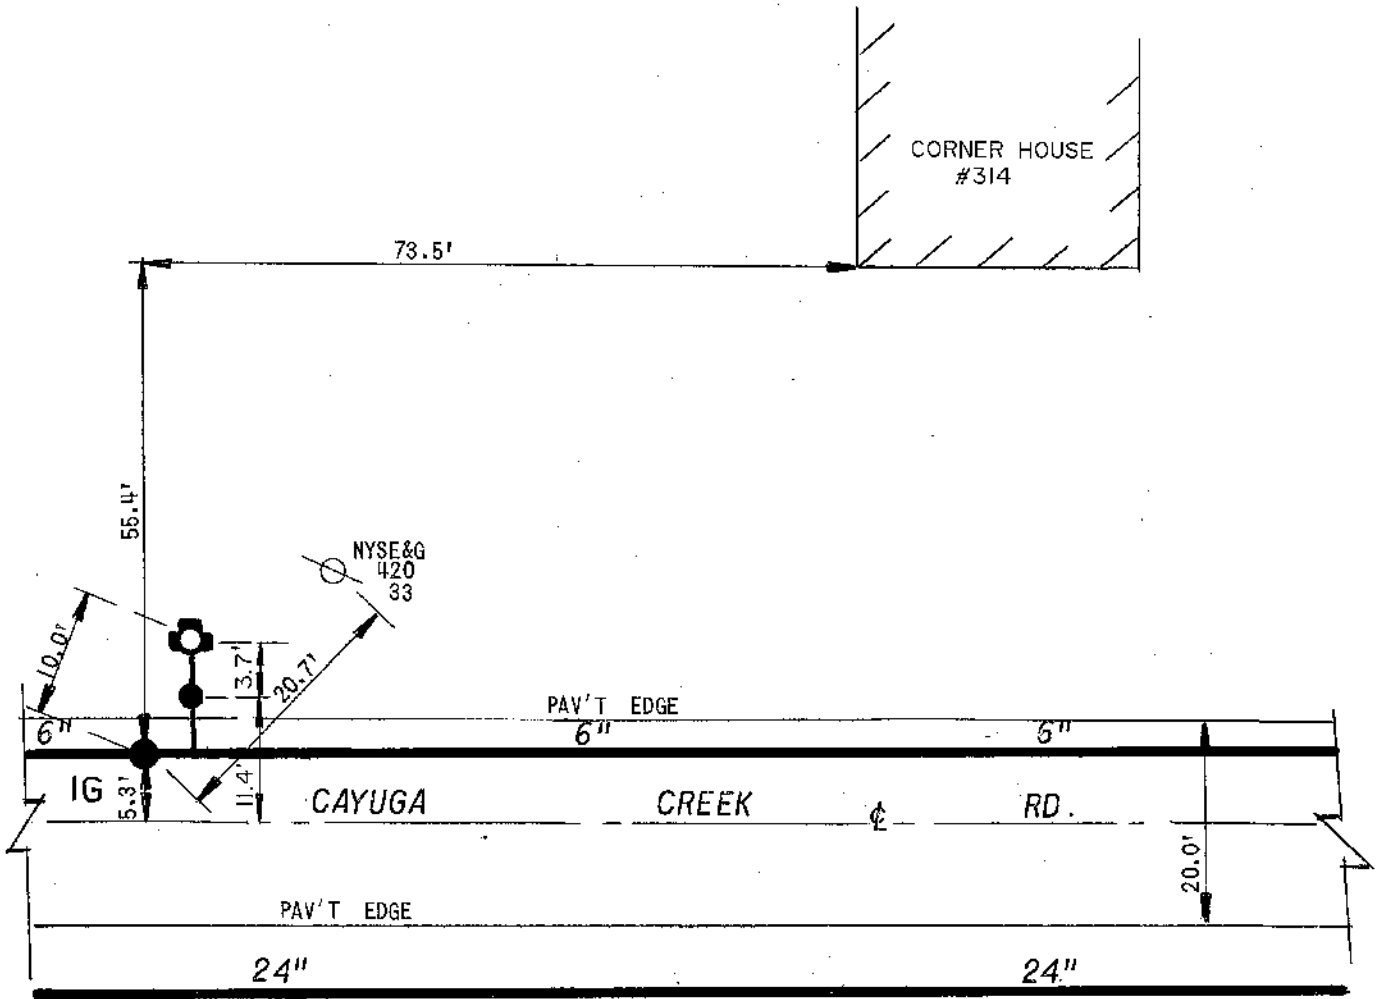 CORNER HOUSE
#314
73.5'
55.4'
NYSE&G
420
33
10.0'
3.7'
20.7'
PAV'T EDGE
6"
6"
6"
IG
5.3'
11.4'
CAYUGA CREEK ℄ RD.
20.0'
PAV'T EDGE
24"
24"